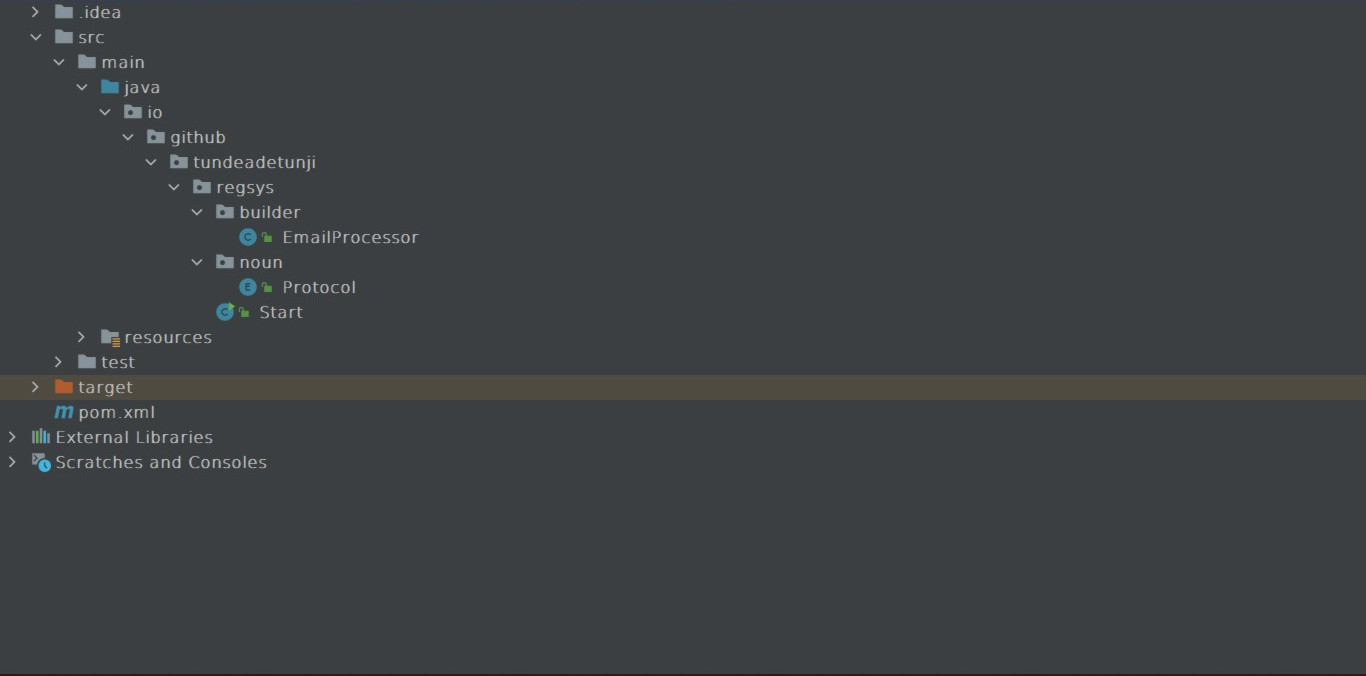 .idea
src
main
java
io
github
tundeadetunji
regsys
builder
C EmailProcessor
noun
E Protocol
C Start
resources
test
target
m pom.xml
External Libraries
Scratches and Consoles